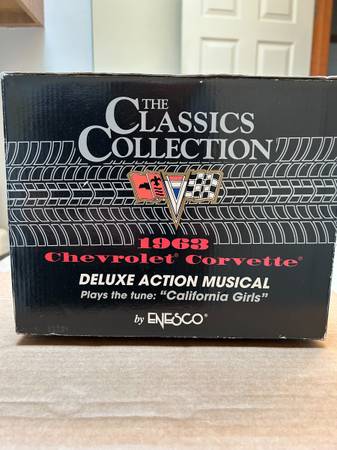 THE
CLASSICS
COLLECTION
1963
Chevrolet® Corvette®
DELUXE ACTION MUSICAL
Plays the tune: "California Girls"
by ENESCO®